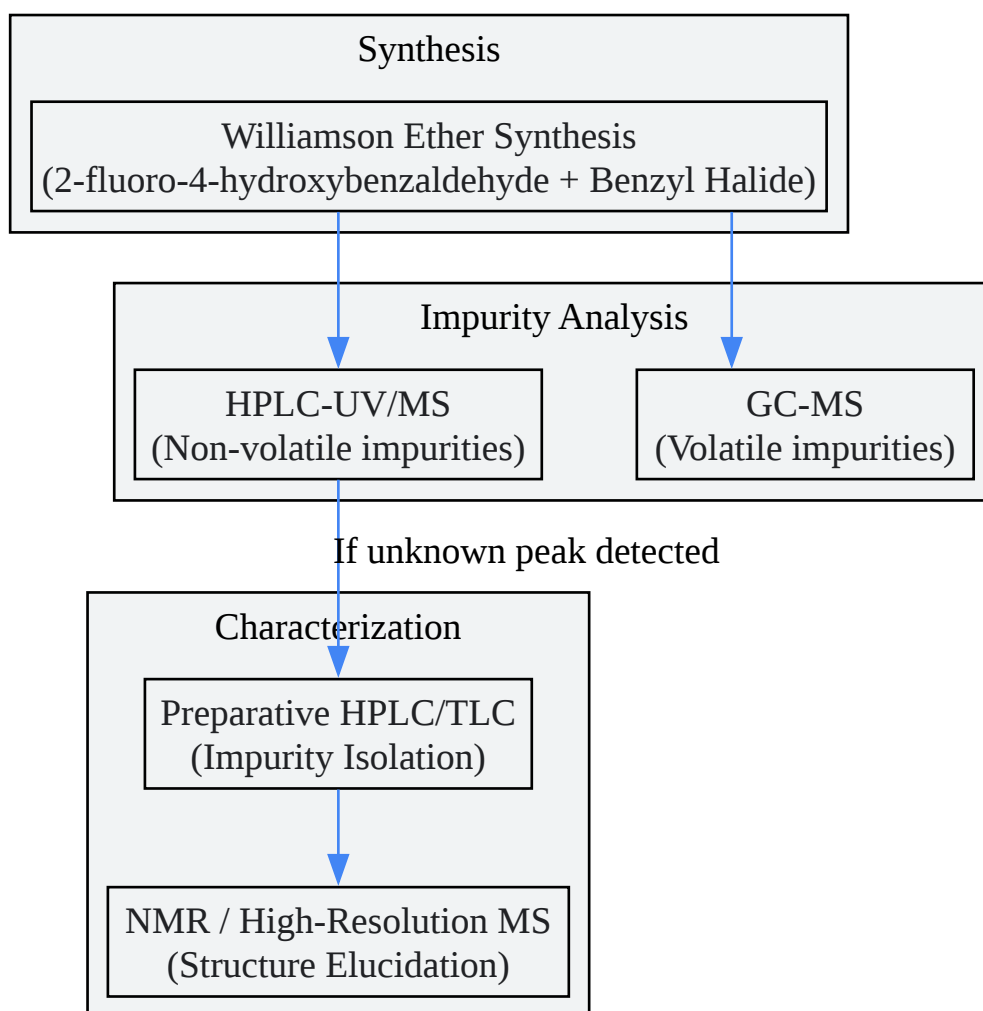 Synthesis
Williamson Ether Synthesis
(2-fluoro-4-hydroxybenzaldehyde + Benzyl Halide)
Impurity Analysis
HPLC-UV/MS
(Non-volatile impurities)
GC-MS
(Volatile impurities)
If unknown peak detected
Characterization
Preparative HPLC/TLC
(Impurity Isolation)
NMR / High-Resolution MS
(Structure Elucidation)